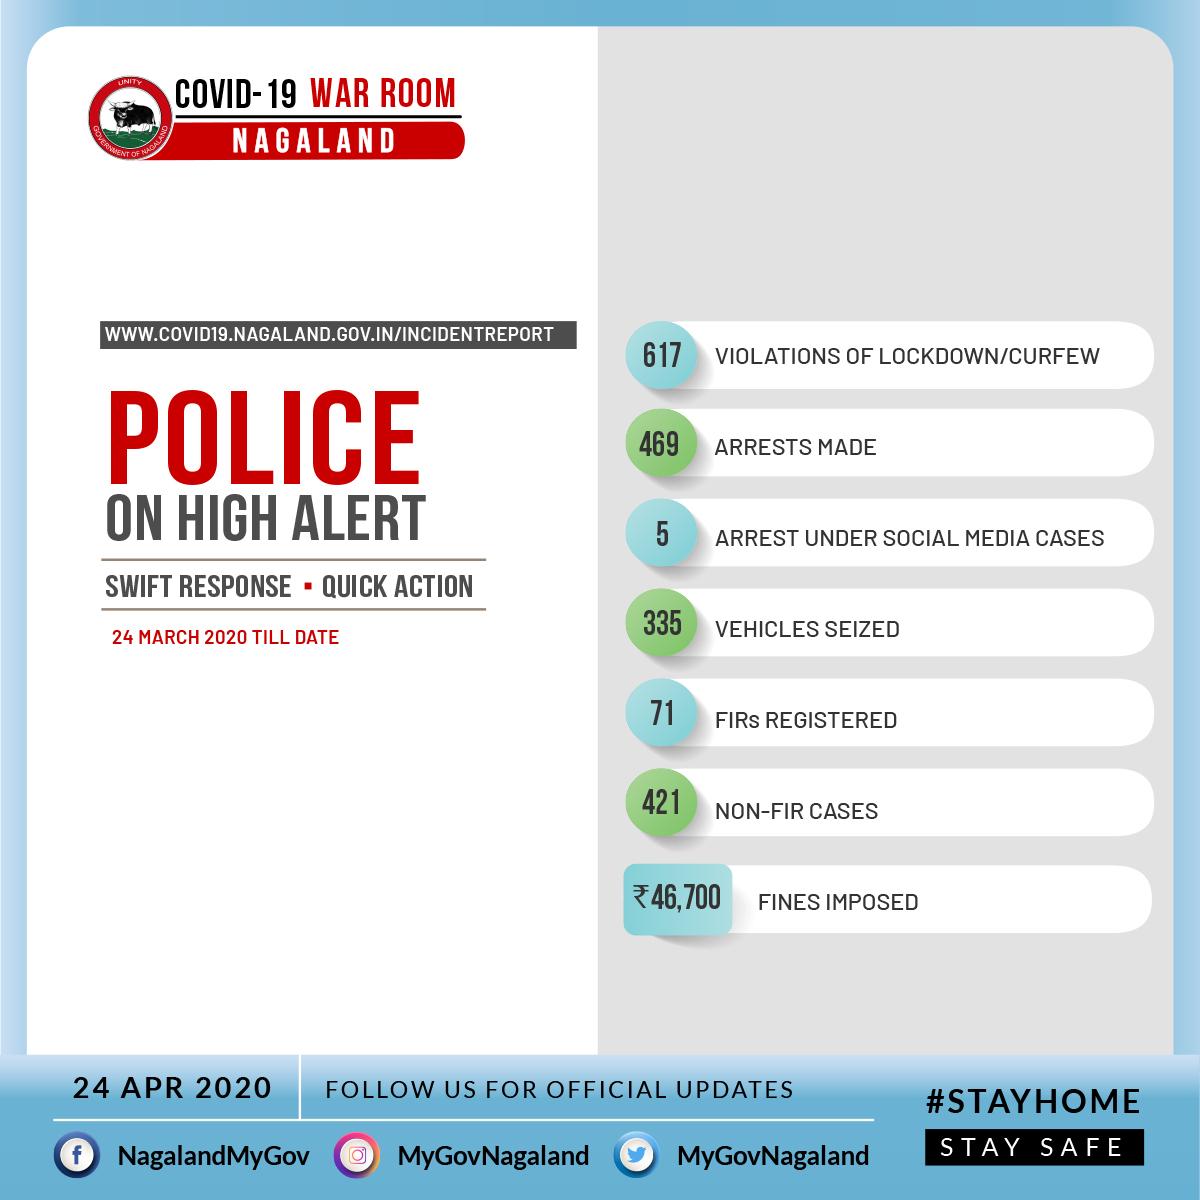 UNITY
GOVERNMENT OF NAGALAND
COVID-19 WAR ROOM
NAGALAND
WWW.COVID19.NAGALAND.GOV.IN/INCIDENTREPORT
POLICE
ON HIGH ALERT
SWIFT RESPONSE ▪ QUICK ACTION
24 MARCH 2020 TILL DATE
617 VIOLATIONS OF LOCKDOWN/CURFEW
469 ARRESTS MADE
5 ARREST UNDER SOCIAL MEDIA CASES
335 VEHICLES SEIZED
71 FIRs REGISTERED
421 NON-FIR CASES
₹46,700 FINES IMPOSED
24 APR 2020
FOLLOW US FOR OFFICIAL UPDATES
NagalandMyGov MyGovNagaland MyGovNagaland
#STAYHOME
STAY SAFE